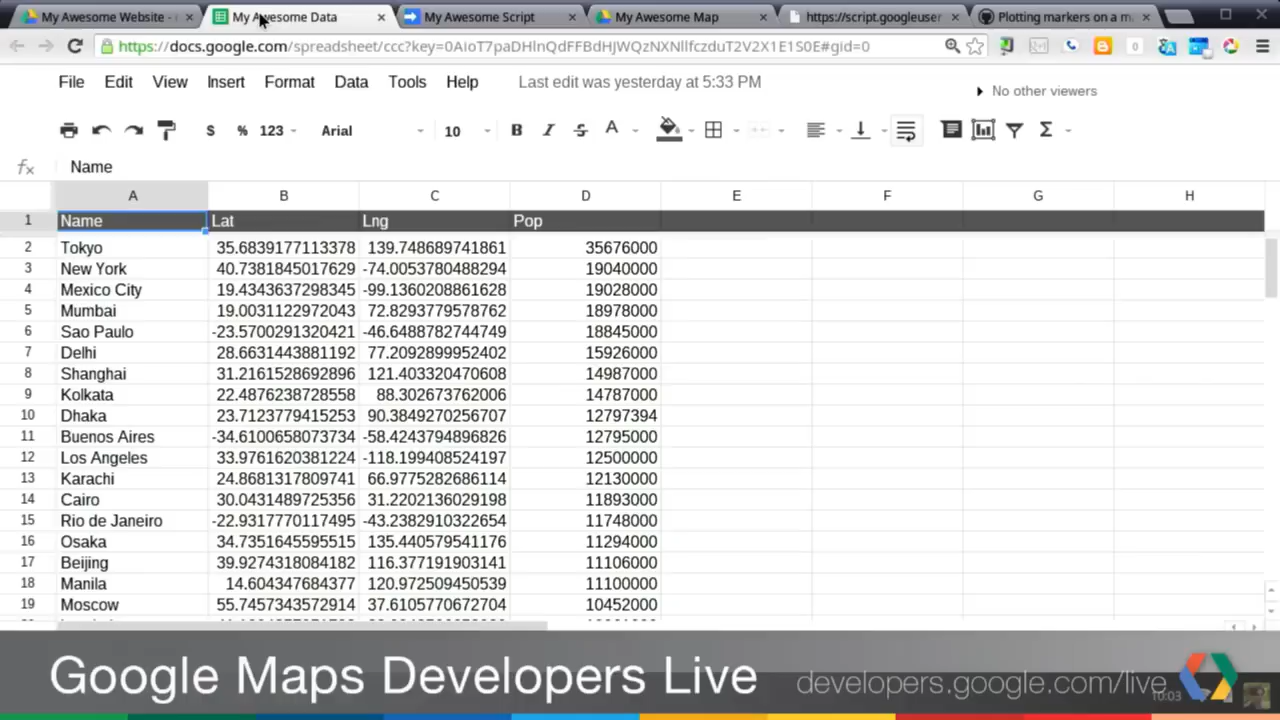 My Awesome Website - My Awesome Data My Awesome Script My Awesome Map https://script.googleuser Plotting markers on a m
https://docs.google.com/spreadsheet/ccc?key=0AioT7paDHlnQdFFBdHJWQzNXNllfczduT2V2X1E1S0E#gid=0
File Edit View Insert Format Data Tools Help Last edit was yesterday at 5:33 PM No other viewers
$ % 123 Arial 10 B I S A Σ
fx Name
A B C D E F G H
1 Name Lat Lng Pop
2 Tokyo 35.6839177113378 139.748689741861 35676000
3 New York 40.7381845017629 -74.0053780488294 19040000
4 Mexico City 19.4343637298345 -99.1360208861628 19028000
5 Mumbai 19.0031122972043 72.8293779578762 18978000
6 Sao Paulo -23.5700291320421 -46.6488782744749 18845000
7 Delhi 28.6631443881192 77.2092899952402 15926000
8 Shanghai 31.2161528692896 121.403320470608 14987000
9 Kolkata 22.4876238728558 88.302673762006 14787000
10 Dhaka 23.7123779415253 90.3849270256707 12797394
11 Buenos Aires -34.6100658073734 -58.4243794896826 12795000
12 Los Angeles 33.9761620381224 -118.199408524197 12500000
13 Karachi 24.8681317809741 66.9775282686114 12130000
14 Cairo 30.0431489725356 31.2202136029198 11893000
15 Rio de Janeiro -22.9317770117495 -43.2382910322654 11748000
16 Osaka 34.7351645595515 135.440579541176 11294000
17 Beijing 39.9274318084182 116.377191903141 11106000
18 Manila 14.604347684377 120.972509450539 11100000
19 Moscow 55.7457343572914 37.6105770672704 10452000
Google Maps Developers Live developers.google.com/live
10:03